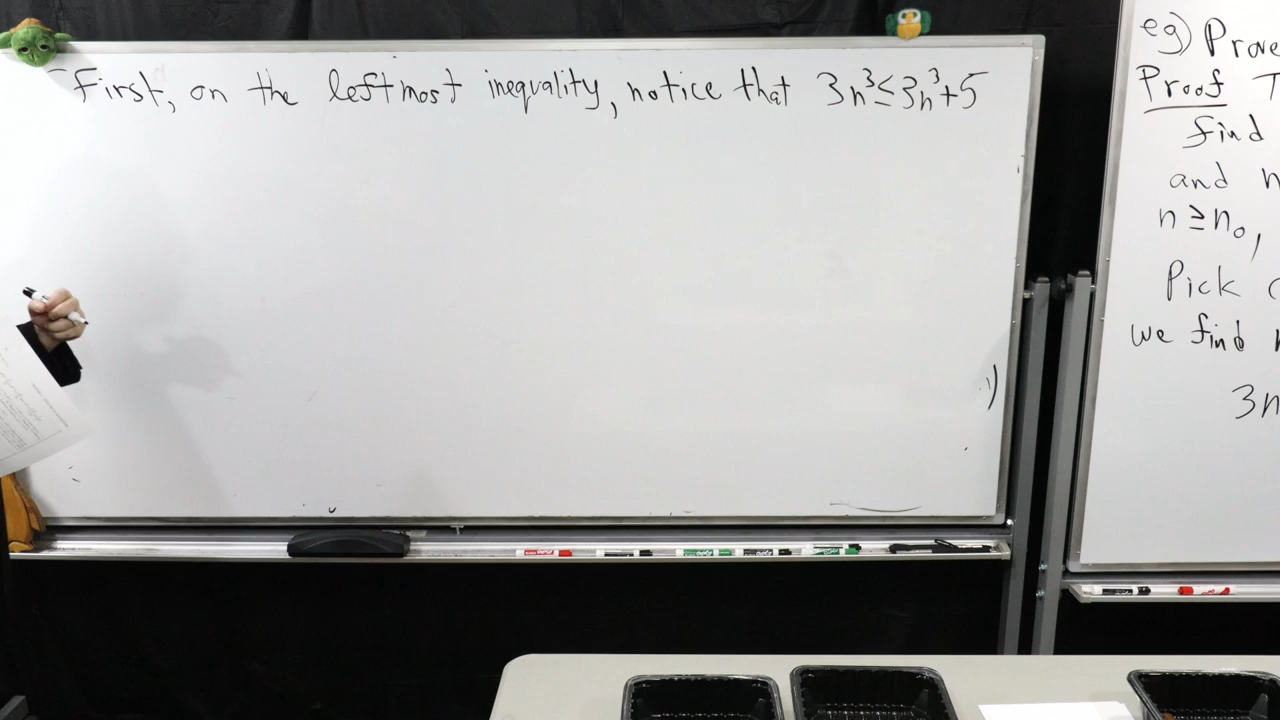 First, on the leftmost inequality, notice that 3n³≤3n³+5
eg) Prove
Proof T
find
and n
n≥n₀,
Pick c
we find
3n